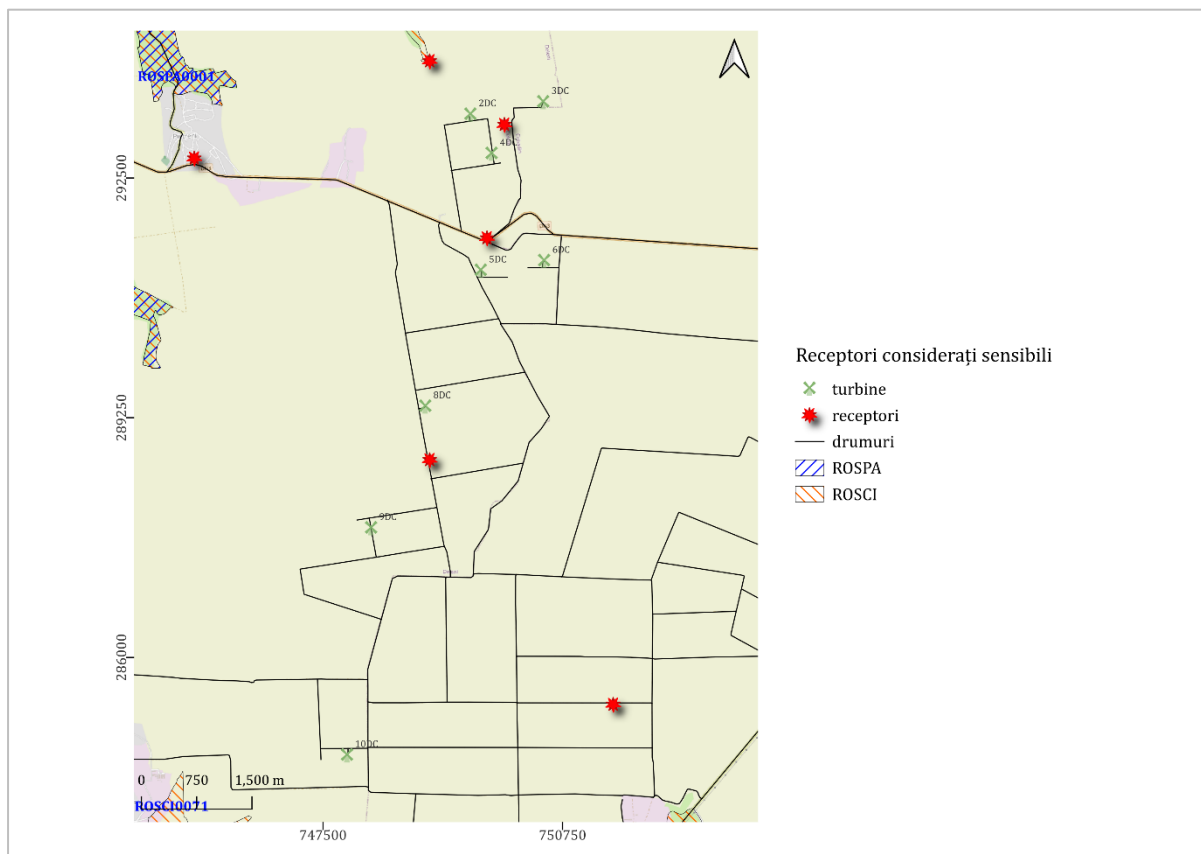 ROSPA0001
2DC
3DC
4DC
292500
5DC
6DC
Receptori considerați sensibili
turbine
receptori
drumuri
ROSPA
ROSCI
8DC
289250
9DC
286000
10DC
0 750 1,500 m
ROSCI0071
747500 750750